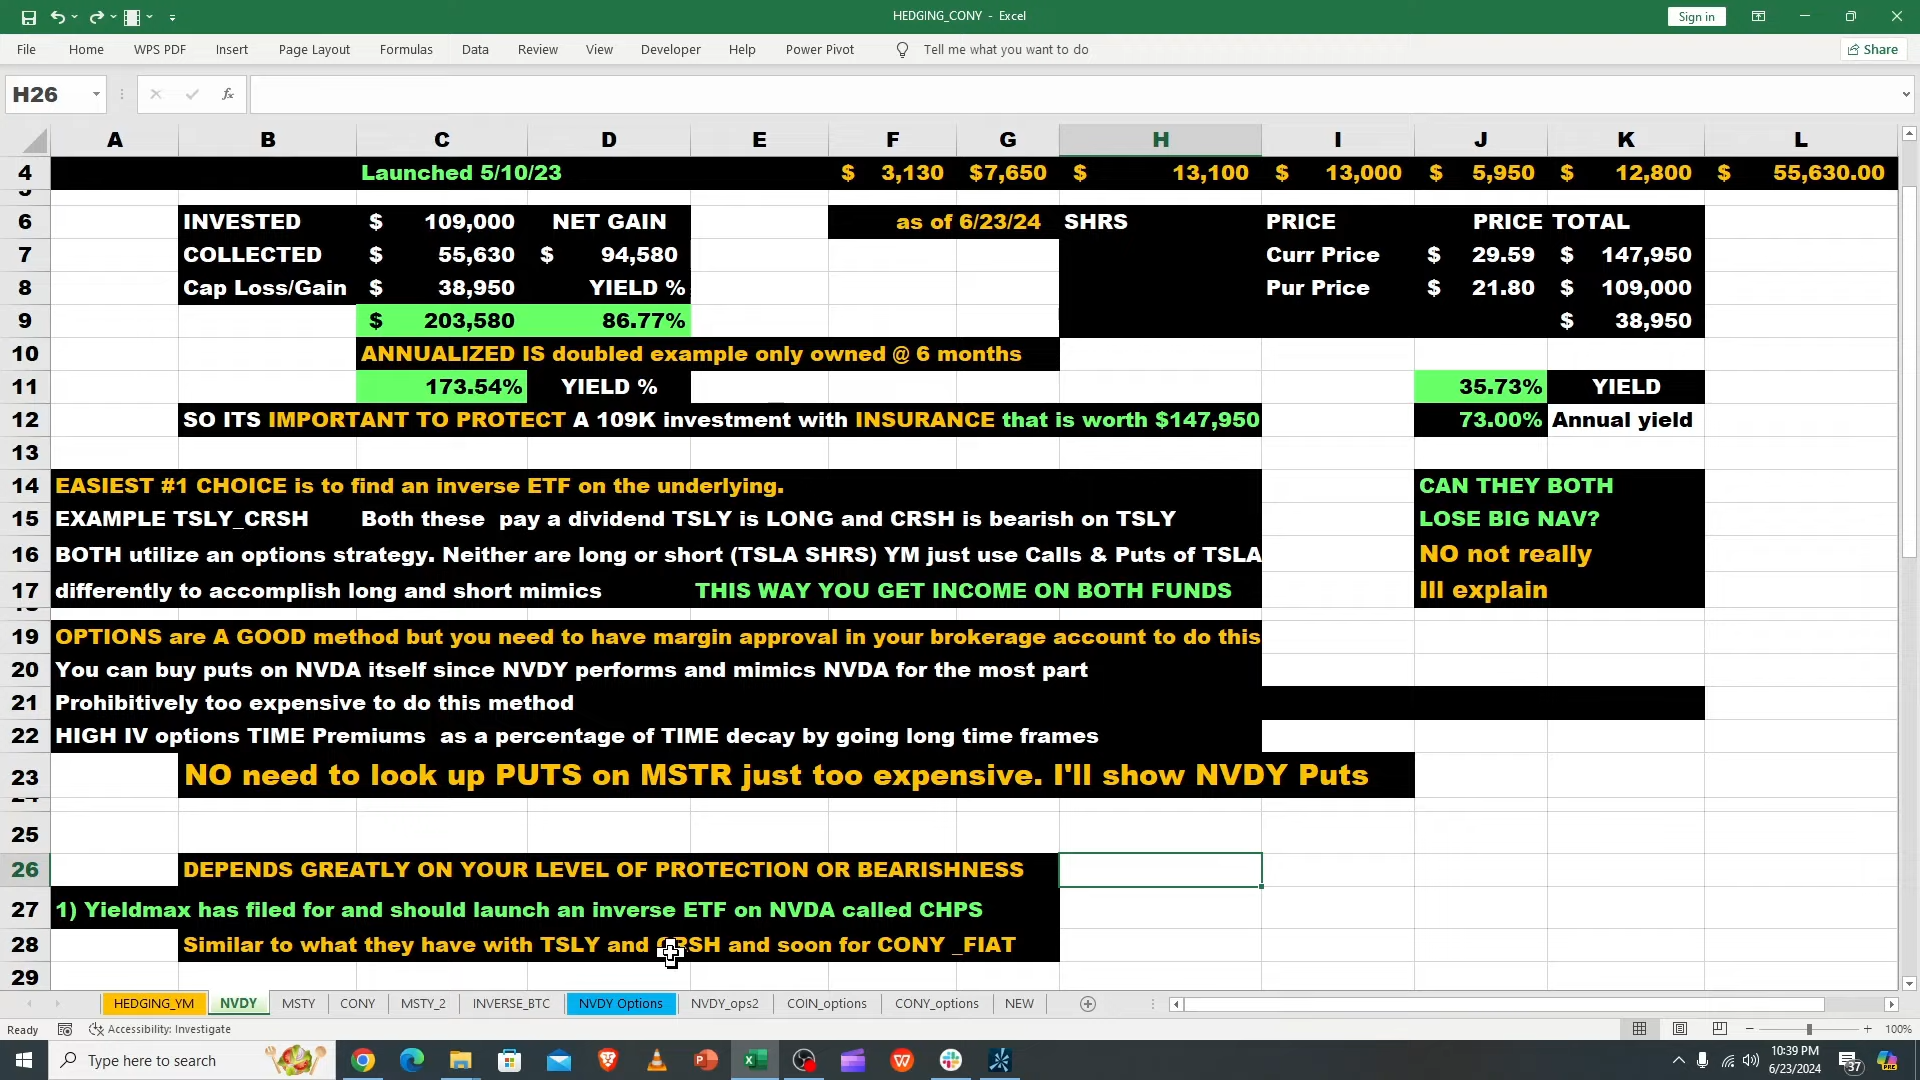 HEDGING_CONY - Excel
Sign in
File Home WPS PDF Insert Page Layout Formulas Data Review View Developer Help Power Pivot Tell me what you want to do Share
H26 fx
A B C D E F G H I J K L
4 Launched 5/10/23 $ 3,130 $7,650 $ 13,100 $ 13,000 $ 5,950 $ 12,800 $ 55,630.00
6 INVESTED $ 109,000 NET GAIN as of 6/23/24 SHRS PRICE PRICE TOTAL
7 COLLECTED $ 55,630 $ 94,580 Curr Price $ 29.59 $ 147,950
8 Cap Loss/Gain $ 38,950 YIELD % Pur Price $ 21.80 $ 109,000
9 $ 203,580 86.77% $ 38,950
10 ANNUALIZED IS doubled example only owned @ 6 months
11 173.54% YIELD % 35.73% YIELD
12 SO ITS IMPORTANT TO PROTECT A 109K investment with INSURANCE that is worth $147,950 73.00% Annual yield
13
14 EASIEST #1 CHOICE is to find an inverse ETF on the underlying. CAN THEY BOTH
15 EXAMPLE TSLY_CRSH Both these pay a dividend TSLY is LONG and CRSH is bearish on TSLY LOSE BIG NAV?
16 BOTH utilize an options strategy. Neither are long or short (TSLA SHRS) YM just use Calls & Puts of TSLA NO not really
17 differently to accomplish long and short mimics THIS WAY YOU GET INCOME ON BOTH FUNDS Ill explain
19 OPTIONS are A GOOD method but you need to have margin approval in your brokerage account to do this
20 You can buy puts on NVDA itself since NVDY performs and mimics NVDA for the most part
21 Prohibitively too expensive to do this method
22 HIGH IV options TIME Premiums as a percentage of TIME decay by going long time frames
23 NO need to look up PUTS on MSTR just too expensive. I'll show NVDY Puts
25
26 DEPENDS GREATLY ON YOUR LEVEL OF PROTECTION OR BEARISHNESS
27 1) Yieldmax has filed for and should launch an inverse ETF on NVDA called CHPS
28 Similar to what they have with TSLY and CRSH and soon for CONY _FIAT
29
HEDGING_YM NVDY MSTY CONY MSTY_2 INVERSE_BTC NVDY Options NVDY_ops2 COIN_options CONY_options NEW
Ready Accessibility: Investigate 100%
Type here to search 10:39 PM
6/23/2024 37